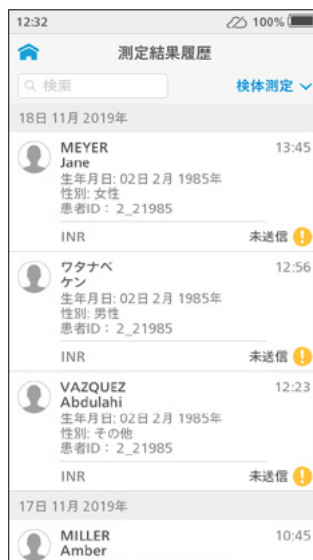 12:32 100%
測定結果履歴
検索 検体測定
18日 11月 2019年
MEYER 13:45
Jane
生年月日: 02日 2月 1985年
性別: 女性
患者ID： 2_21985
INR 未送信
ワタナベ 12:56
ケン
生年月日: 02日 2月 1985年
性別: 男性
患者ID： 2_21985
INR 未送信
VAZQUEZ 12:23
Abdulahi
生年月日: 02日 2月 1985年
性別: その他
患者ID： 2_21985
INR 未送信
17日 11月 2019年
MILLER 10:45
Amber